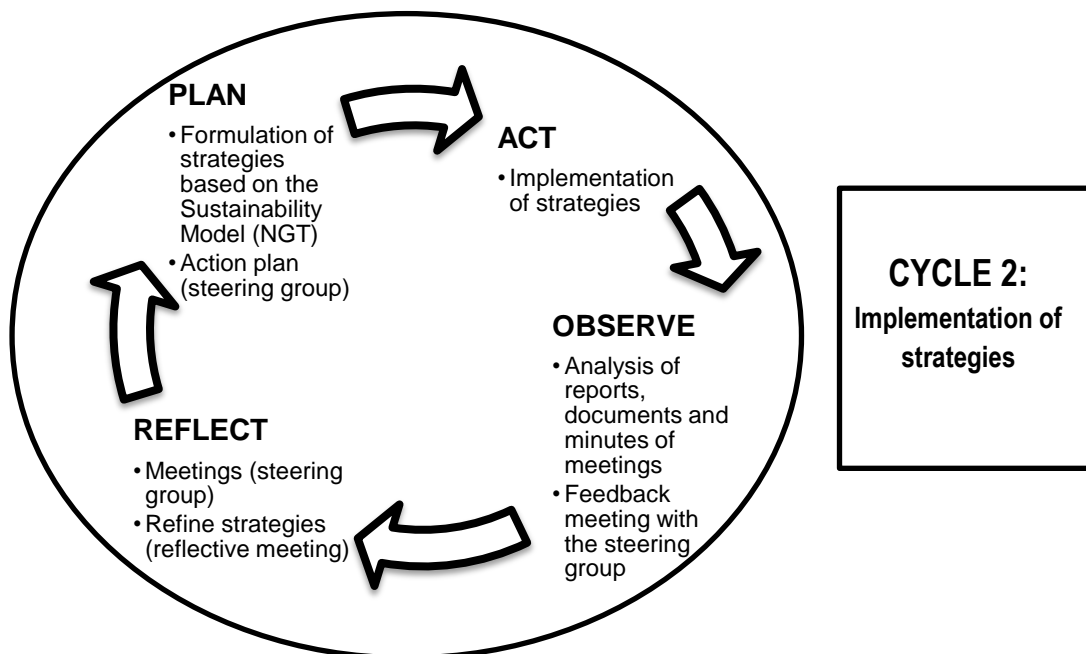 PLAN
• Formulation of
strategies
based on the
Sustainability
Model (NGT)
• Action plan
(steering group)
ACT
• Implementation
of strategies
OBSERVE
• Analysis of
reports,
documents and
minutes of
meetings
• Feedback
meeting with
the steering
group
REFLECT
• Meetings (steering
group)
• Refine strategies
(reflective meeting)
CYCLE 2:
Implementation of
strategies